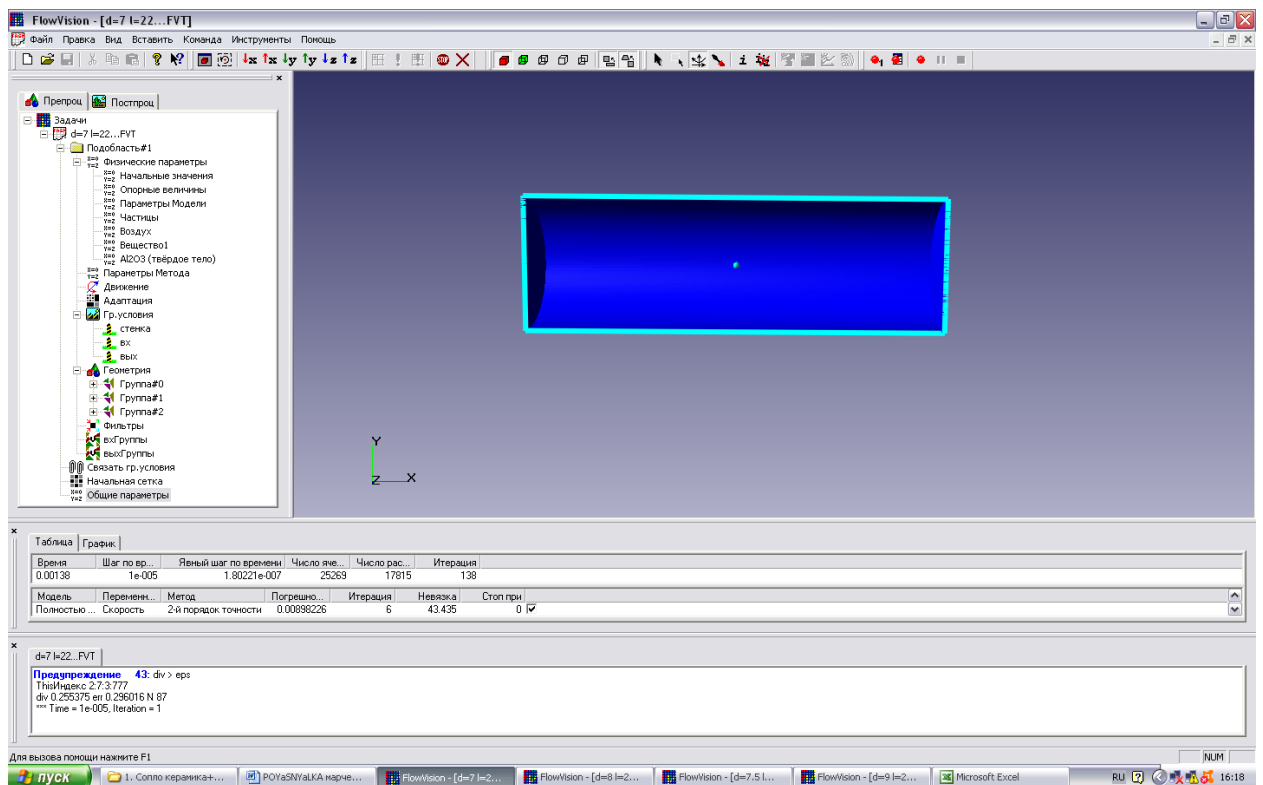 FlowVision - [d=7 l=22...FVT]
Файл Правка Вид Вставить Команда Инструменты Помощь
Препроц Постпроц
Задачи
d=7 l=22...FVT
Подобласть#1
Физические параметры
Начальные значения
Опорные величины
Параметры Модели
Частицы
Воздух
Вещество1
Al2O3 (твёрдое тело)
Параметры Метода
Движение
Адаптация
Гр.условия
стенка
вх
вых
Геометрия
Группа#0
Группа#1
Группа#2
Фильтры
вхГруппы
выхГруппы
Связать гр.условия
Начальная сетка
Общие параметры
Y
Z X
Таблица График
Время Шаг по вр... Явный шаг по времени Число яче... Число рас... Итерация
0.00138 1e-005 1.80221e-007 25269 17815 138
Модель Переменн... Метод Погрешно... Итерация Невязка Стоп при
Полностью ... Скорость 2-й порядок точности 0.00898226 6 43.435 0
d=7 l=22...FVT
Предупреждение 43: div > eps
ThisИндекс 2:7:3:777
div 0.255375 err 0.296016 N 87
*** Time = 1e-005, Iteration = 1
Для вызова помощи нажмите F1 NUM
пуск 1. Сопло керамика+... POYaSNYaLKA марче... FlowVision - [d=7 l=2... FlowVision - [d=8 l=2... FlowVision - [d=7.5 l... FlowVision - [d=9 l=2... Microsoft Excel RU 16:18